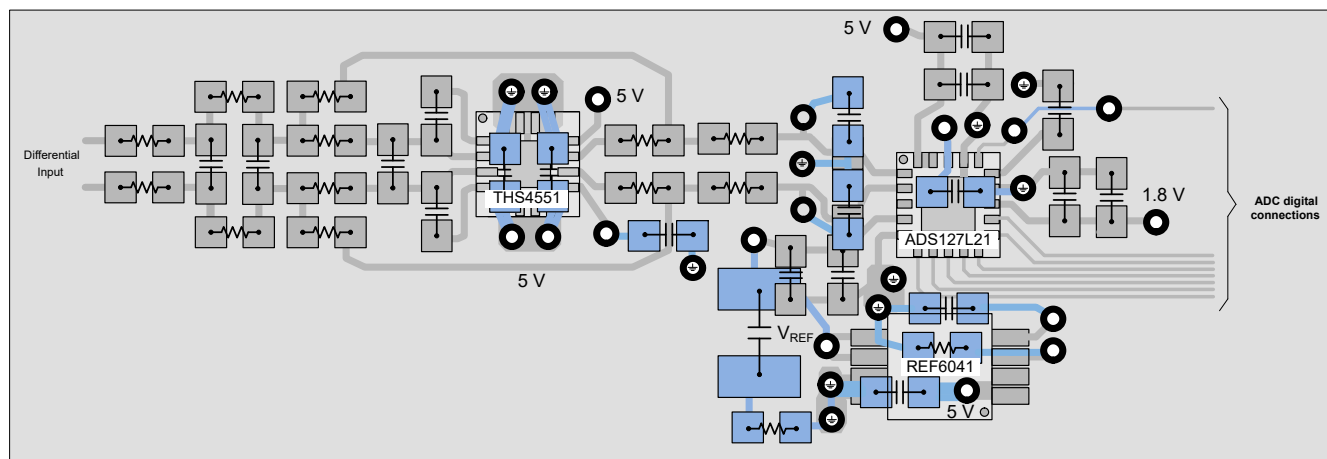 5 V
5 V
Differential
Input
THS4551
5 V
1.8 V
ADC digital
connections
ADS127L21
VREF
REF6041
5 V